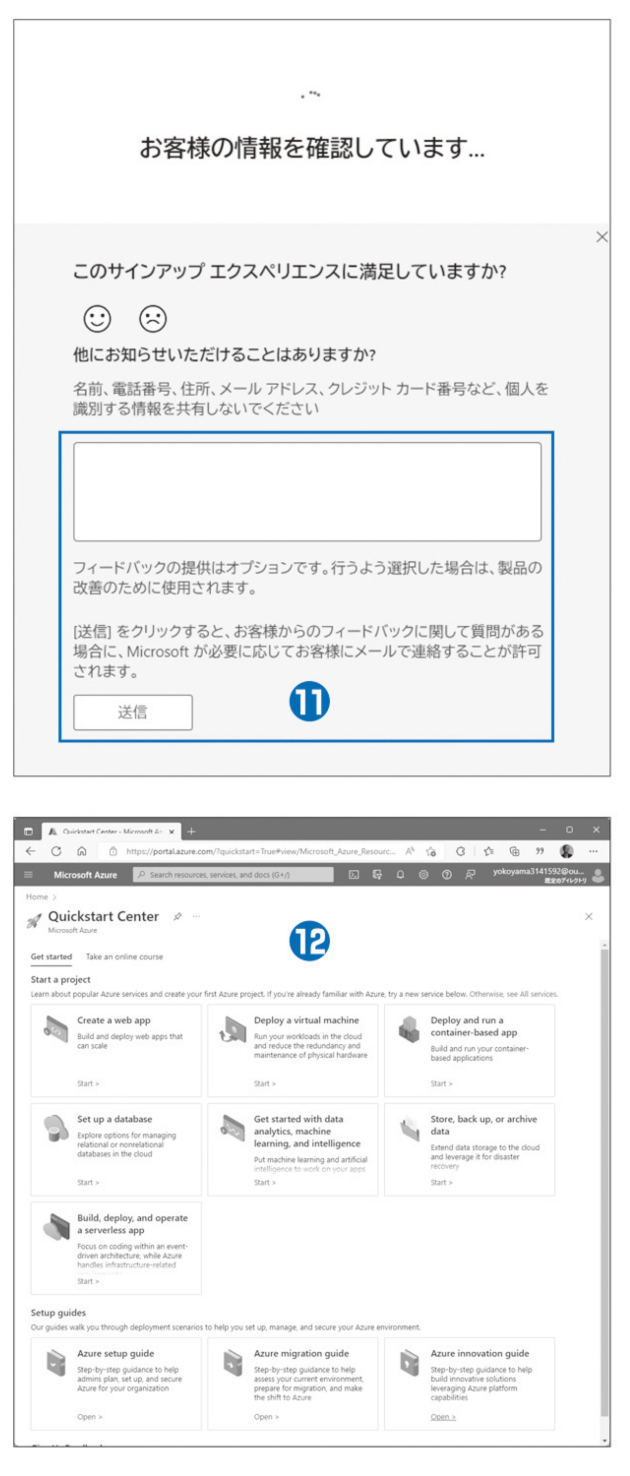 お客様の情報を確認しています...
このサインアップ エクスペリエンスに満足していますか?
他にお知らせいただけることはありますか?
名前、電話番号、住所、メール アドレス、クレジット カード番号など、個人を
識別する情報を共有しないでください
フィードバックの提供はオプションです。行うよう選択した場合は、製品の
改善のために使用されます。
[送信] をクリックすると、お客様からのフィードバックに関して質問がある
場合に、Microsoft が必要に応じてお客様にメールで連絡することが許可
されます。
送信
11
Quickstart Center - Microsoft Az
https://portal.azure.com/?quickstart=True#view/Microsoft_Azure_Resourc...
Microsoft Azure
Search resources, services, and docs (G+/)
yokoyama3141592@ou...
既定のディレクトリ
Home >
Quickstart Center
Microsoft Azure
12
Get started Take an online course
Start a project
Learn about popular Azure services and create your first Azure project. If you're already familiar with Azure, try a new service below. Otherwise, see All services.
Create a web app
Build and deploy web apps that
can scale
Start >
Deploy a virtual machine
Run your workloads in the cloud
and reduce the redundancy and
maintenance of physical hardware
Start >
Deploy and run a
container-based app
Build and run your container-
based applications
Start >
Set up a database
Explore options for managing
relational or nonrelational
databases in the cloud
Start >
Get started with data
analytics, machine
learning, and intelligence
Put machine learning and artificial
intelligence to work on your apps
Start >
Store, back up, or archive
data
Extend data storage to the cloud
and leverage it for disaster
recovery
Start >
Build, deploy, and operate
a serverless app
Focus on coding within an event-
driven architecture, while Azure
handles infrastructure-related
Start >
Setup guides
Our guides walk you through deployment scenarios to help you set up, manage, and secure your Azure environment.
Azure setup guide
Step-by-step guidance to help
admins plan, set up, and secure
Azure for your organization
Open >
Azure migration guide
Step-by-step guidance to help
assess your current environment,
prepare for migration, and make
the shift to Azure
Open >
Azure innovation guide
Step-by-step guidance to help
build innovative solutions
leveraging Azure platform
capabilities
Open >